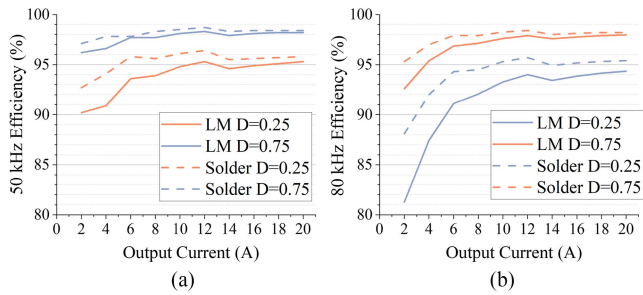 50 kHz Efficiency (%)
100
95
90
85
80
LM D=0.25
LM D=0.75
Solder D=0.25
Solder D=0.75
0 2 4 6 8 10 12 14 16 18 20
Output Current (A)
(a)
80 kHz Efficiency (%)
100
95
90
85
80
LM D=0.25
LM D=0.75
Solder D=0.25
Solder D=0.75
0 2 4 6 8 10 12 14 16 18 20
Output Current (A)
(b)